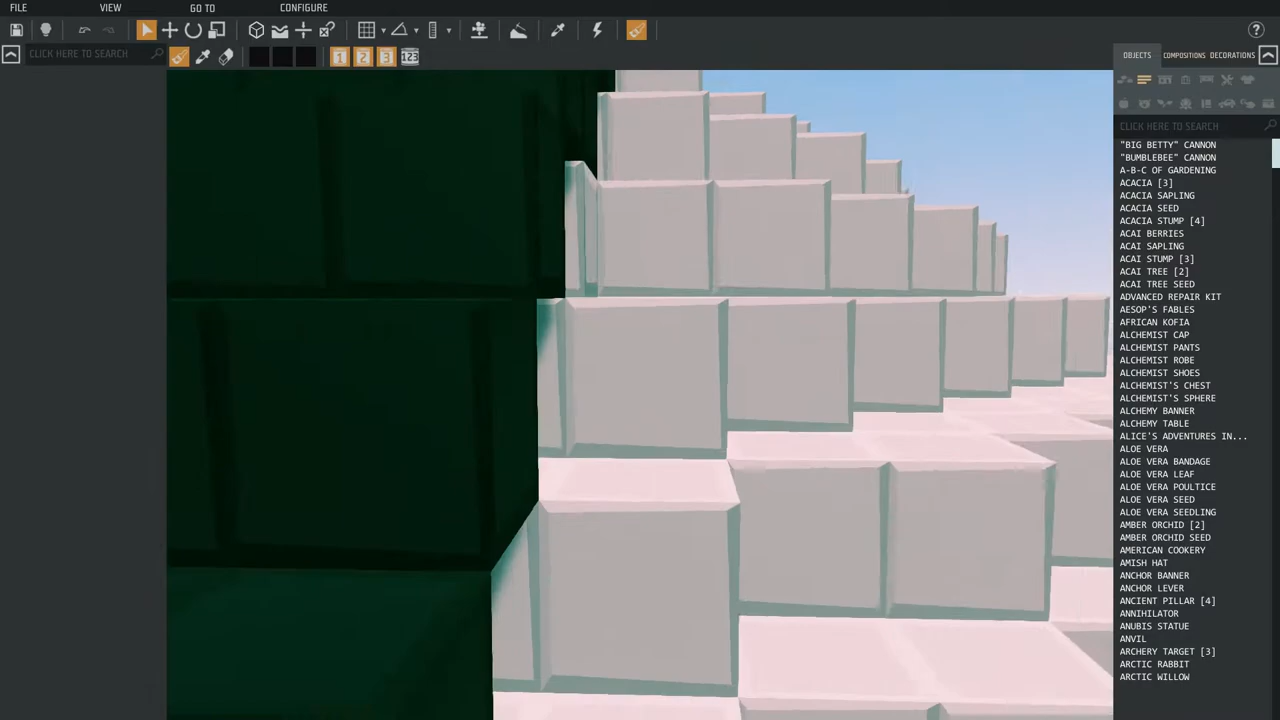 FILE VIEW GO TO CONFIGURE
CLICK HERE TO SEARCH
1 2 3 123
OBJECTS COMPOSITIONS DECORATIONS
CLICK HERE TO SEARCH
"BIG BETTY" CANNON
"BUMBLEBEE" CANNON
A-B-C OF GARDENING
ACACIA [3]
ACACIA SAPLING
ACACIA SEED
ACACIA STUMP [4]
ACAI BERRIES
ACAI SAPLING
ACAI STUMP [3]
ACAI TREE [2]
ACAI TREE SEED
ADVANCED REPAIR KIT
AESOP'S FABLES
AFRICAN KOFIA
ALCHEMIST CAP
ALCHEMIST PANTS
ALCHEMIST ROBE
ALCHEMIST SHOES
ALCHEMIST'S CHEST
ALCHEMIST'S SPHERE
ALCHEMY BANNER
ALCHEMY TABLE
ALICE'S ADVENTURES IN...
ALOE VERA
ALOE VERA BANDAGE
ALOE VERA LEAF
ALOE VERA POULTICE
ALOE VERA SEED
ALOE VERA SEEDLING
AMBER ORCHID [2]
AMBER ORCHID SEED
AMERICAN COOKERY
AMISH HAT
ANCHOR BANNER
ANCHOR LEVER
ANCIENT PILLAR [4]
ANNIHILATOR
ANUBIS STATUE
ANVIL
ARCHERY TARGET [3]
ARCTIC RABBIT
ARCTIC WILLOW